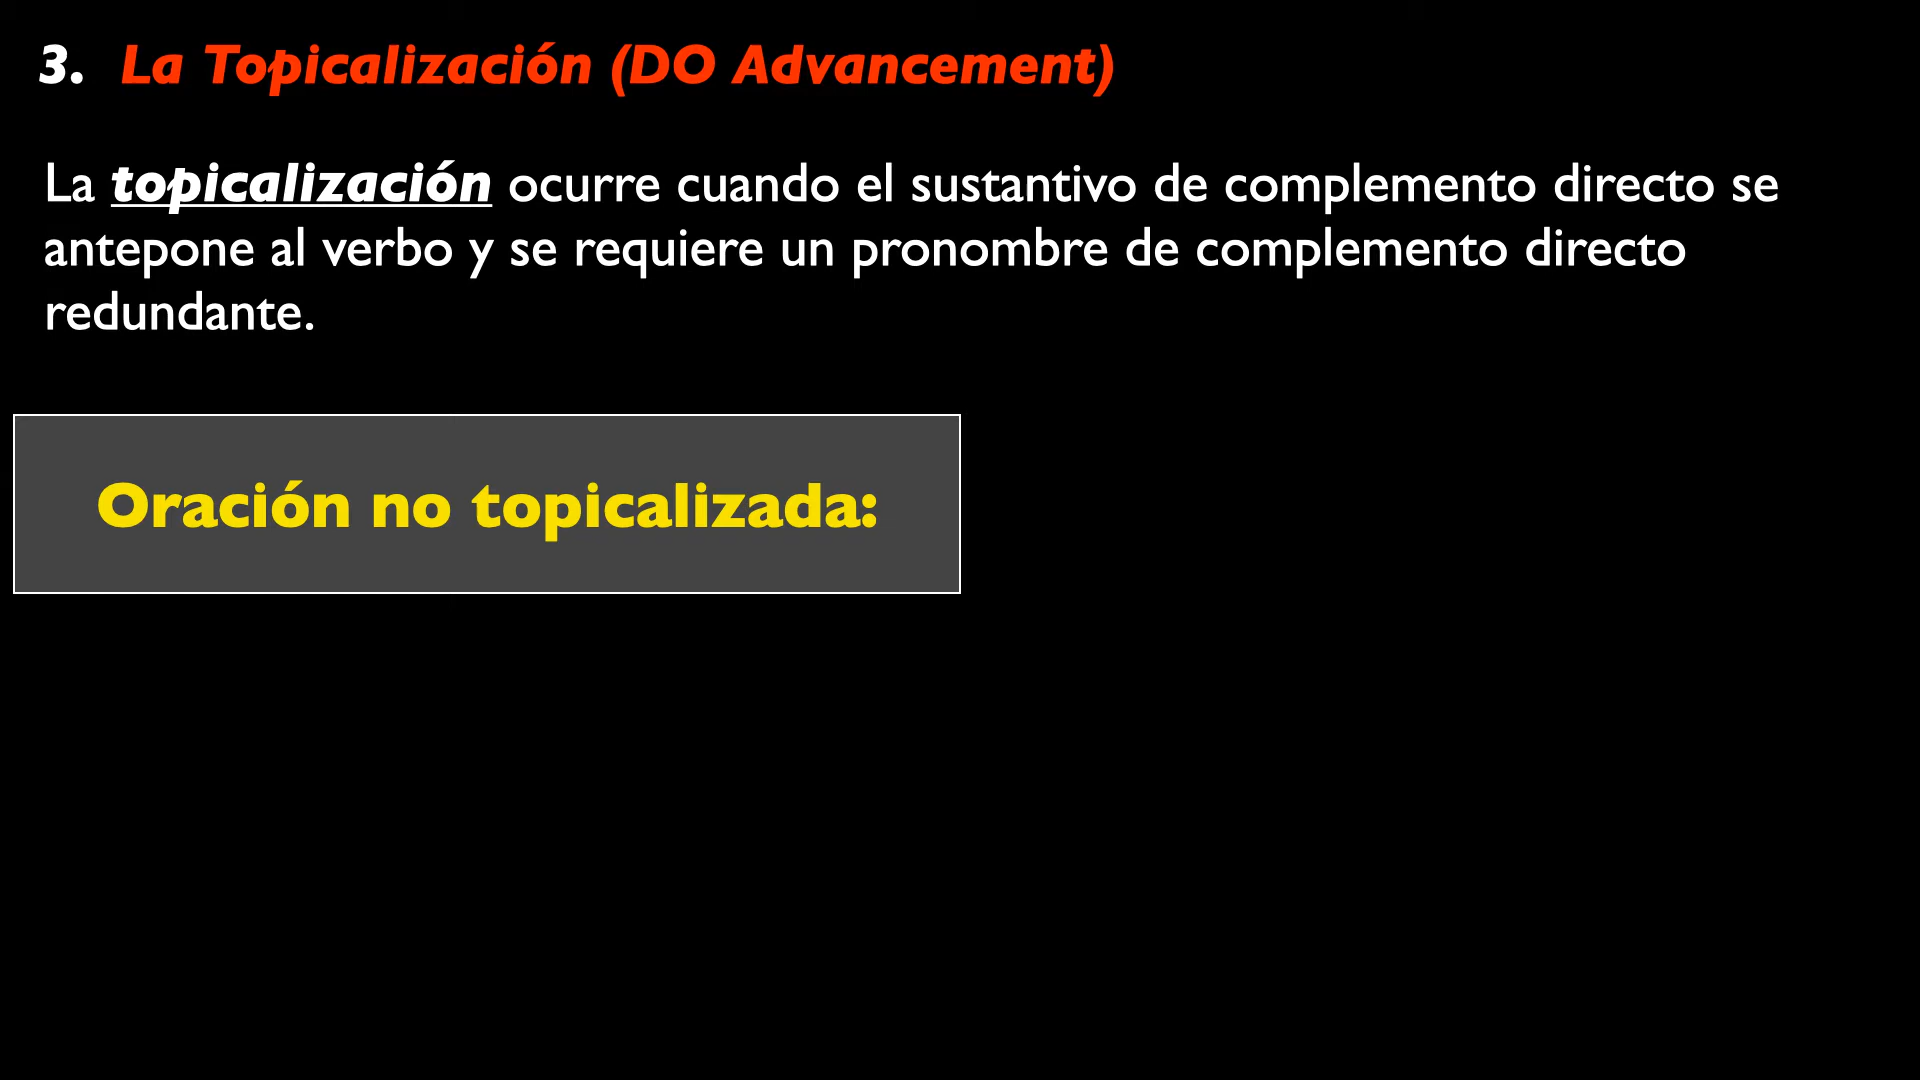 3. La Topicalización (DO Advancement)
La topicalización ocurre cuando el sustantivo de complemento directo se
antepone al verbo y se requiere un pronombre de complemento directo
redundante.
Oración no topicalizada: